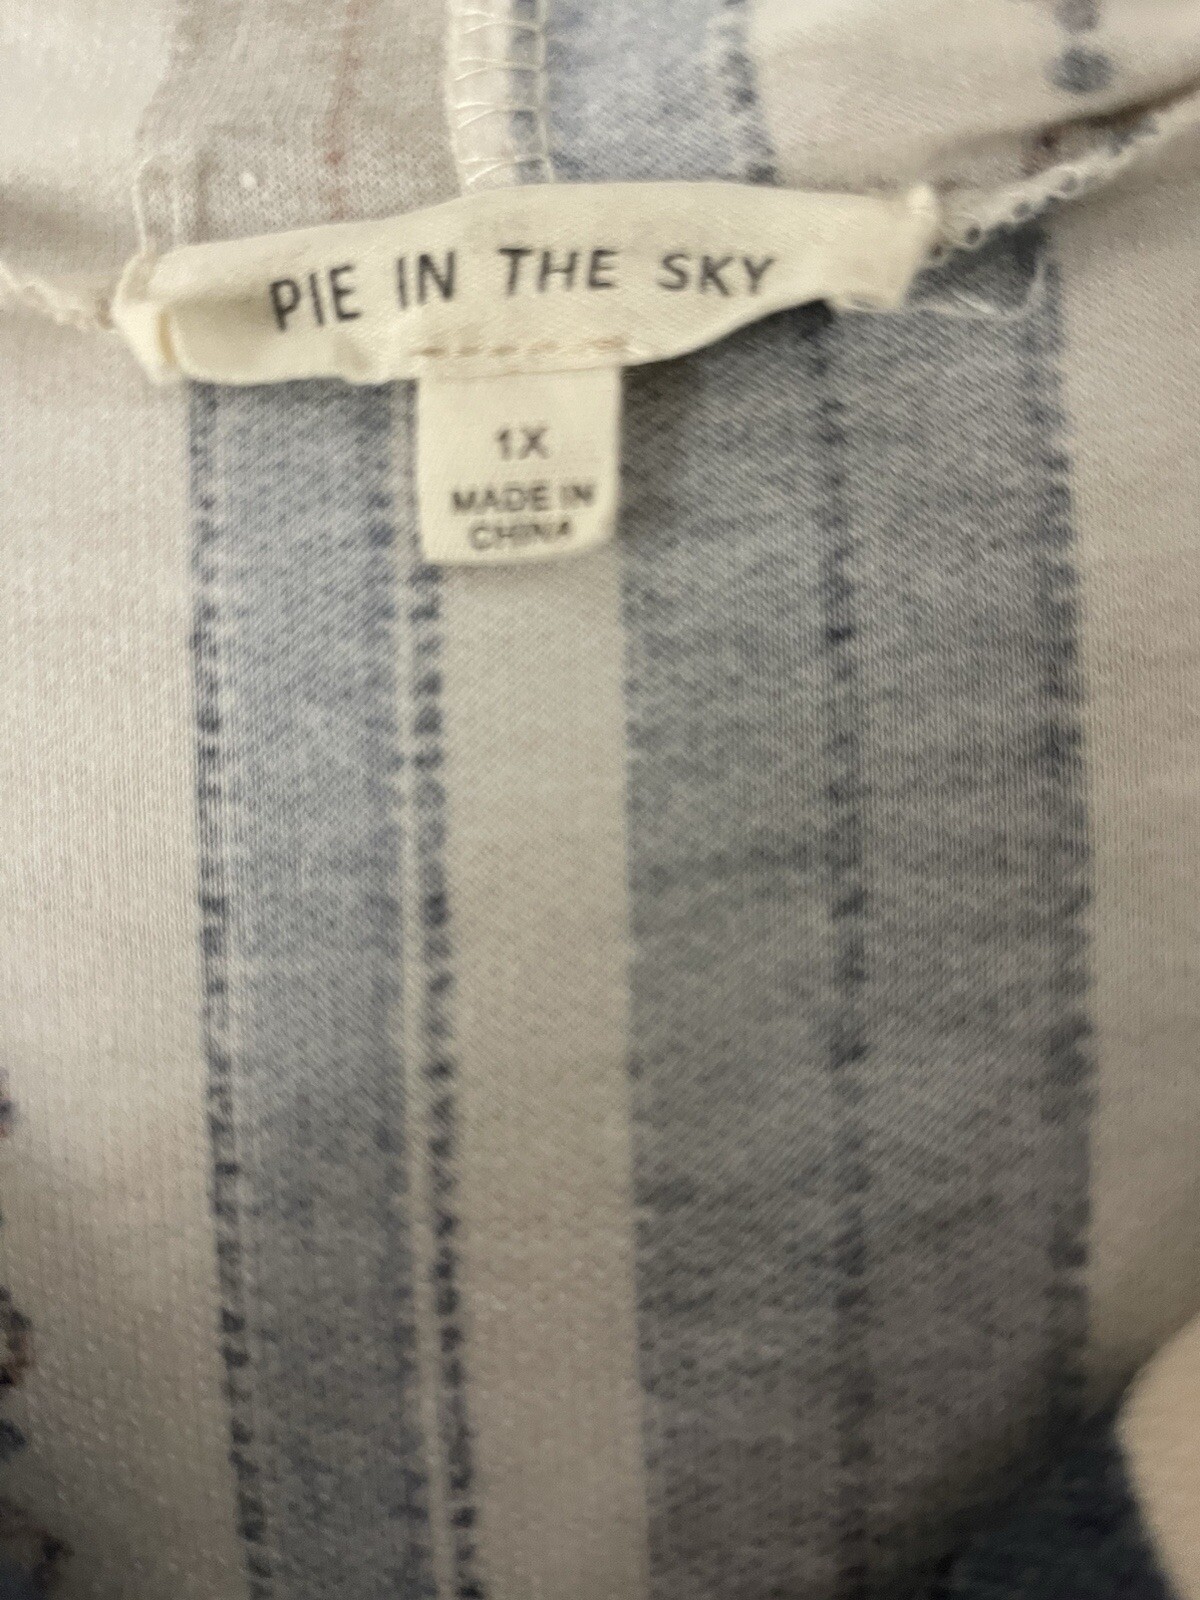 PIE IN THE SKY
1X
MADE IN
CHINA